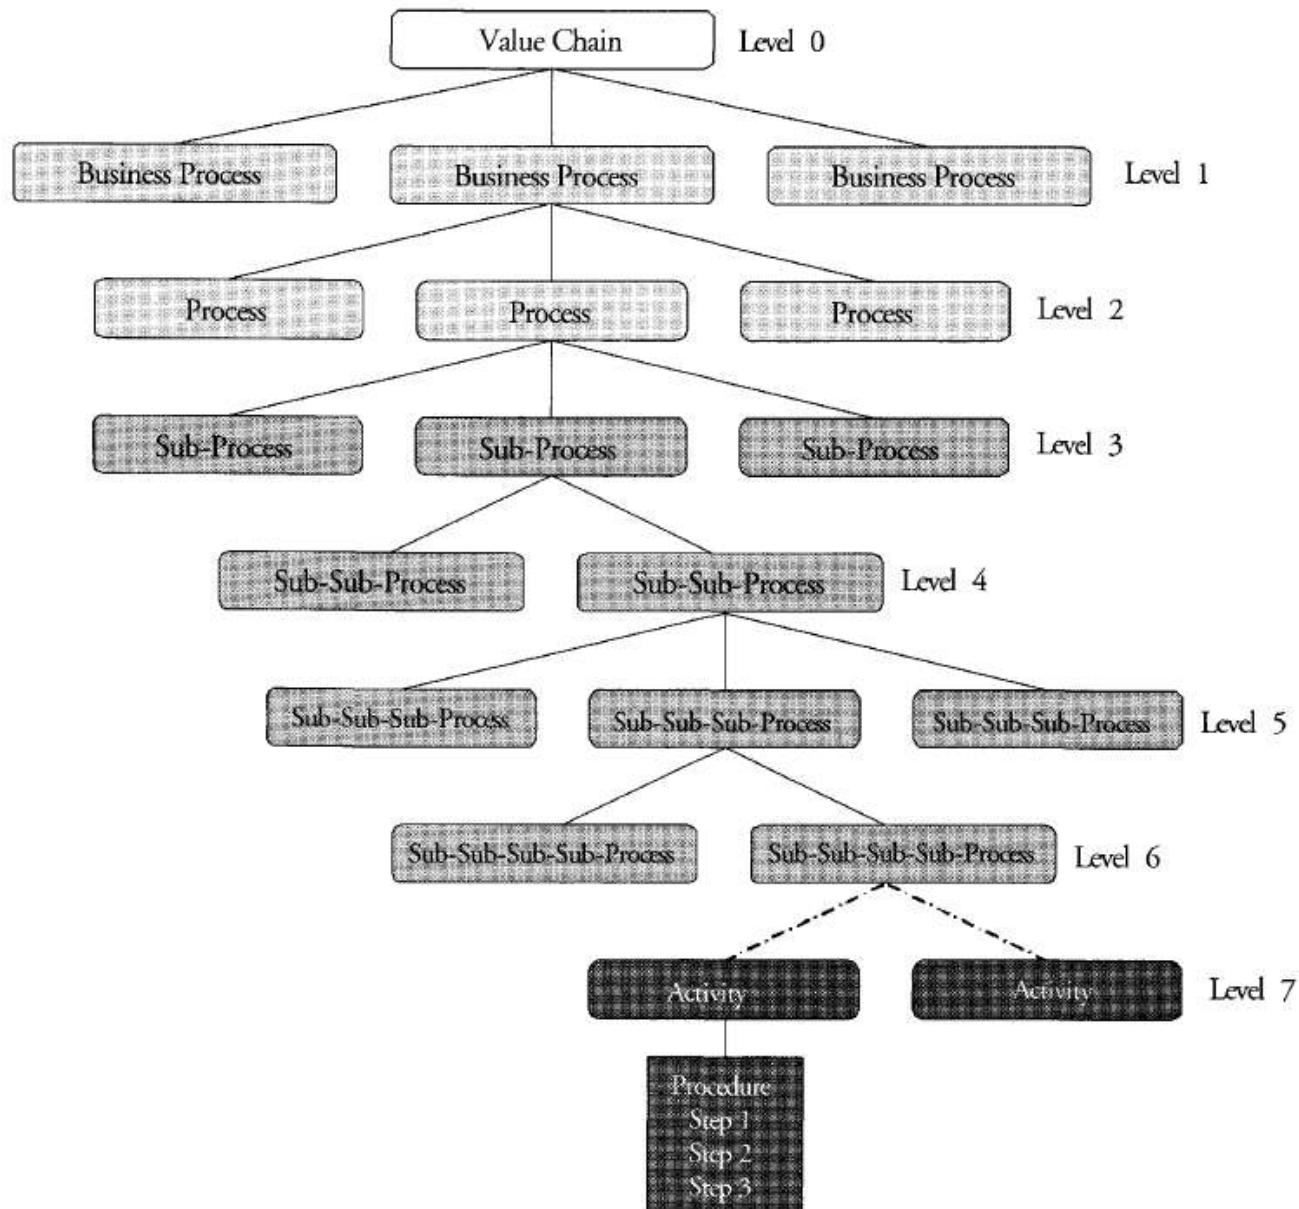 Value Chain Level 0
Business Process Business Process Business Process Level 1
Process Process Process Level 2
Sub-Process Sub-Process Sub-Process Level 3
Sub-Sub-Process Sub-Sub-Process Level 4
Sub-Sub-Sub-Process Sub-Sub-Sub-Process Sub-Sub-Sub-Process Level 5
Sub-Sub-Sub-Sub-Process Sub-Sub-Sub-Sub-Process Level 6
Activity Activity Level 7
Procedure
Step 1
Step 2
Step 3